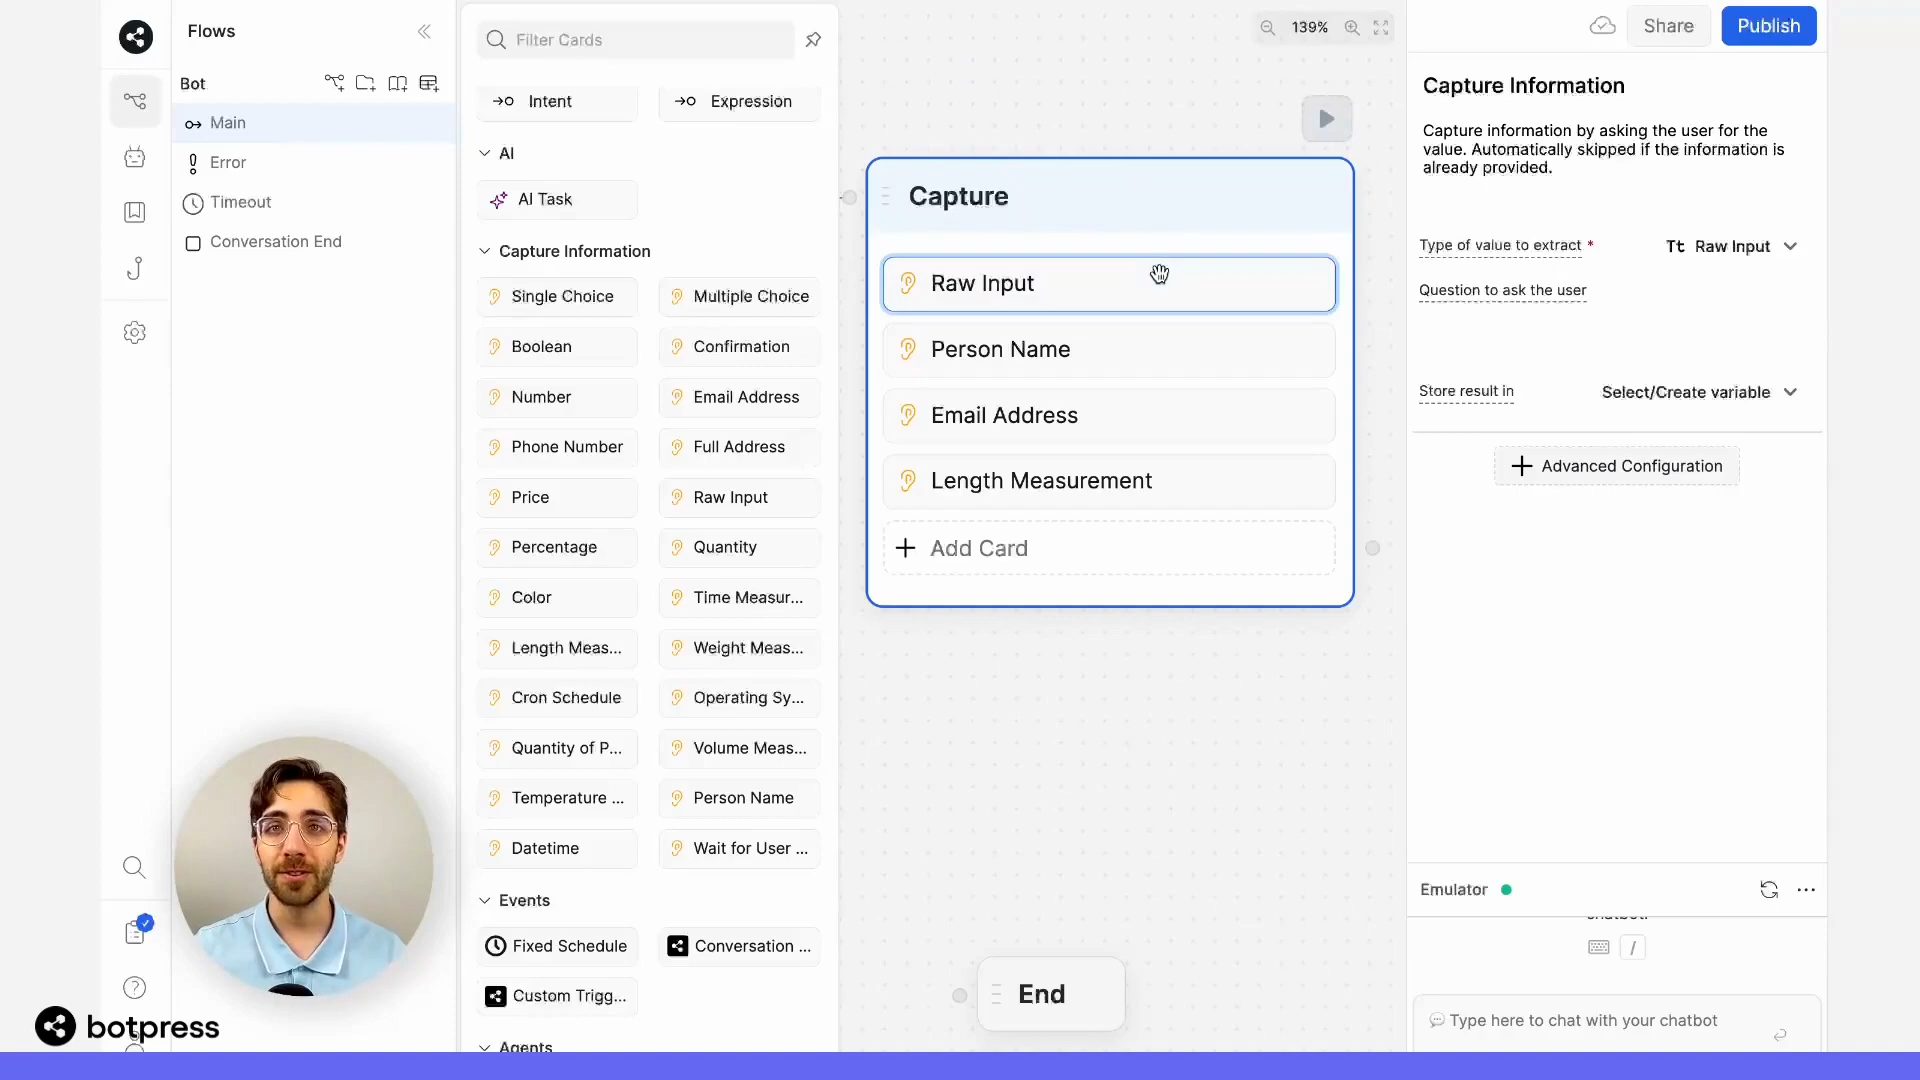 Flows
Bot
Main
Error
Timeout
Conversation End
botpress
Filter Cards
Intent
Expression
AI
AI Task
Capture Information
Single Choice
Multiple Choice
Boolean
Confirmation
Number
Email Address
Phone Number
Full Address
Price
Raw Input
Percentage
Quantity
Color
Time Measur...
Length Meas...
Weight Meas...
Cron Schedule
Operating Sy...
Quantity of P...
Volume Meas...
Temperature ...
Person Name
Datetime
Wait for User ...
Events
Fixed Schedule
Conversation ...
Custom Trigg...
Agents
139%
Capture
Raw Input
Person Name
Email Address
Length Measurement
Add Card
End
Share
Publish
Capture Information
Capture information by asking the user for the
value. Automatically skipped if the information is
already provided.
Type of value to extract *
Tt Raw Input
Question to ask the user
Store result in
Select/Create variable
+ Advanced Configuration
Emulator
chatbot.
/
Type here to chat with your chatbot